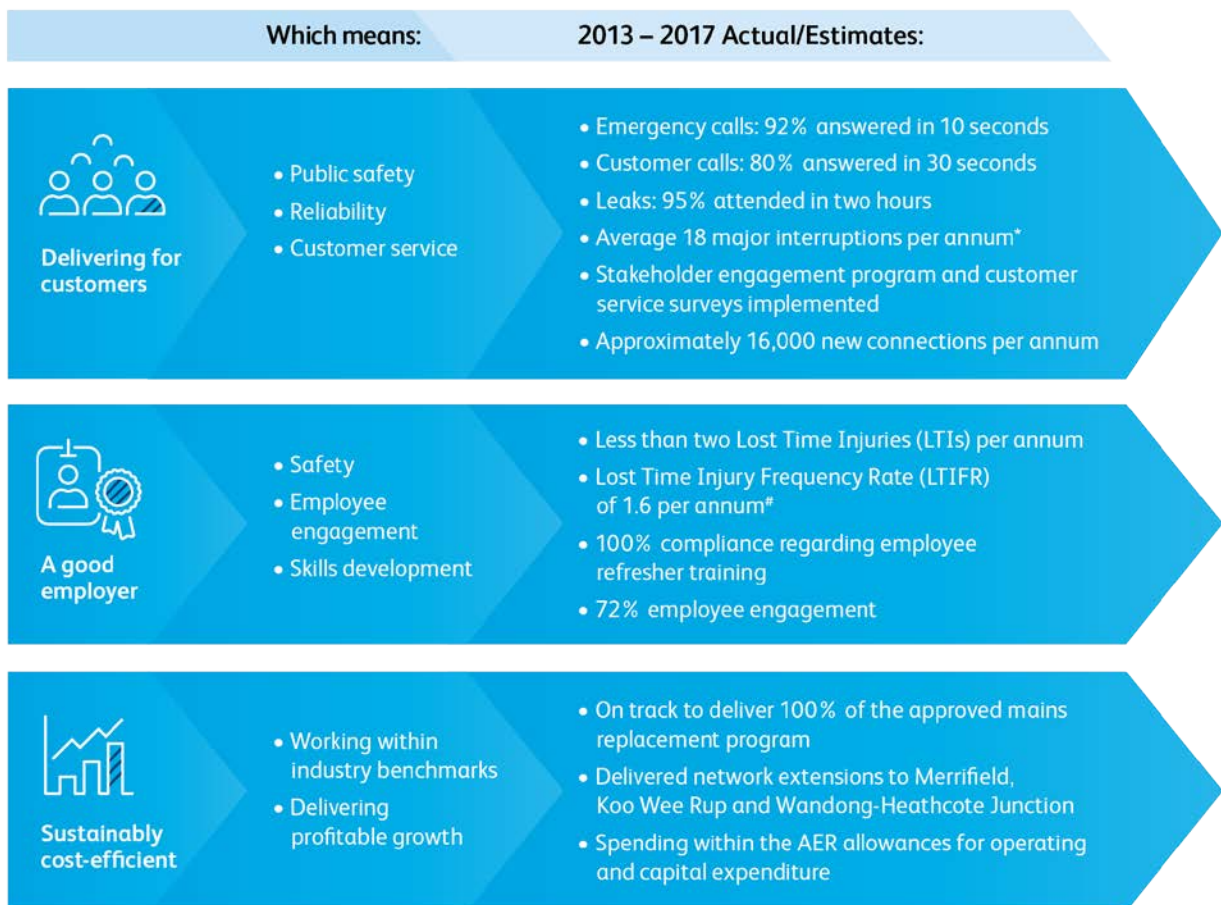 Which means:
2013 – 2017 Actual/Estimates:
Delivering for
customers
• Public safety
• Reliability
• Customer service
• Emergency calls: 92% answered in 10 seconds
• Customer calls: 80% answered in 30 seconds
• Leaks: 95% attended in two hours
• Average 18 major interruptions per annum*
• Stakeholder engagement program and customer
service surveys implemented
• Approximately 16,000 new connections per annum
A good
employer
• Safety
• Employee
engagement
• Skills development
• Less than two Lost Time Injuries (LTIs) per annum
• Lost Time Injury Frequency Rate (LTIFR)
of 1.6 per annum#
• 100% compliance regarding employee
refresher training
• 72% employee engagement
Sustainably
cost-efficient
• Working within
industry benchmarks
• Delivering
profitable growth
• On track to deliver 100% of the approved mains
replacement program
• Delivered network extensions to Merrifield,
Koo Wee Rup and Wandong-Heathcote Junction
• Spending within the AER allowances for operating
and capital expenditure